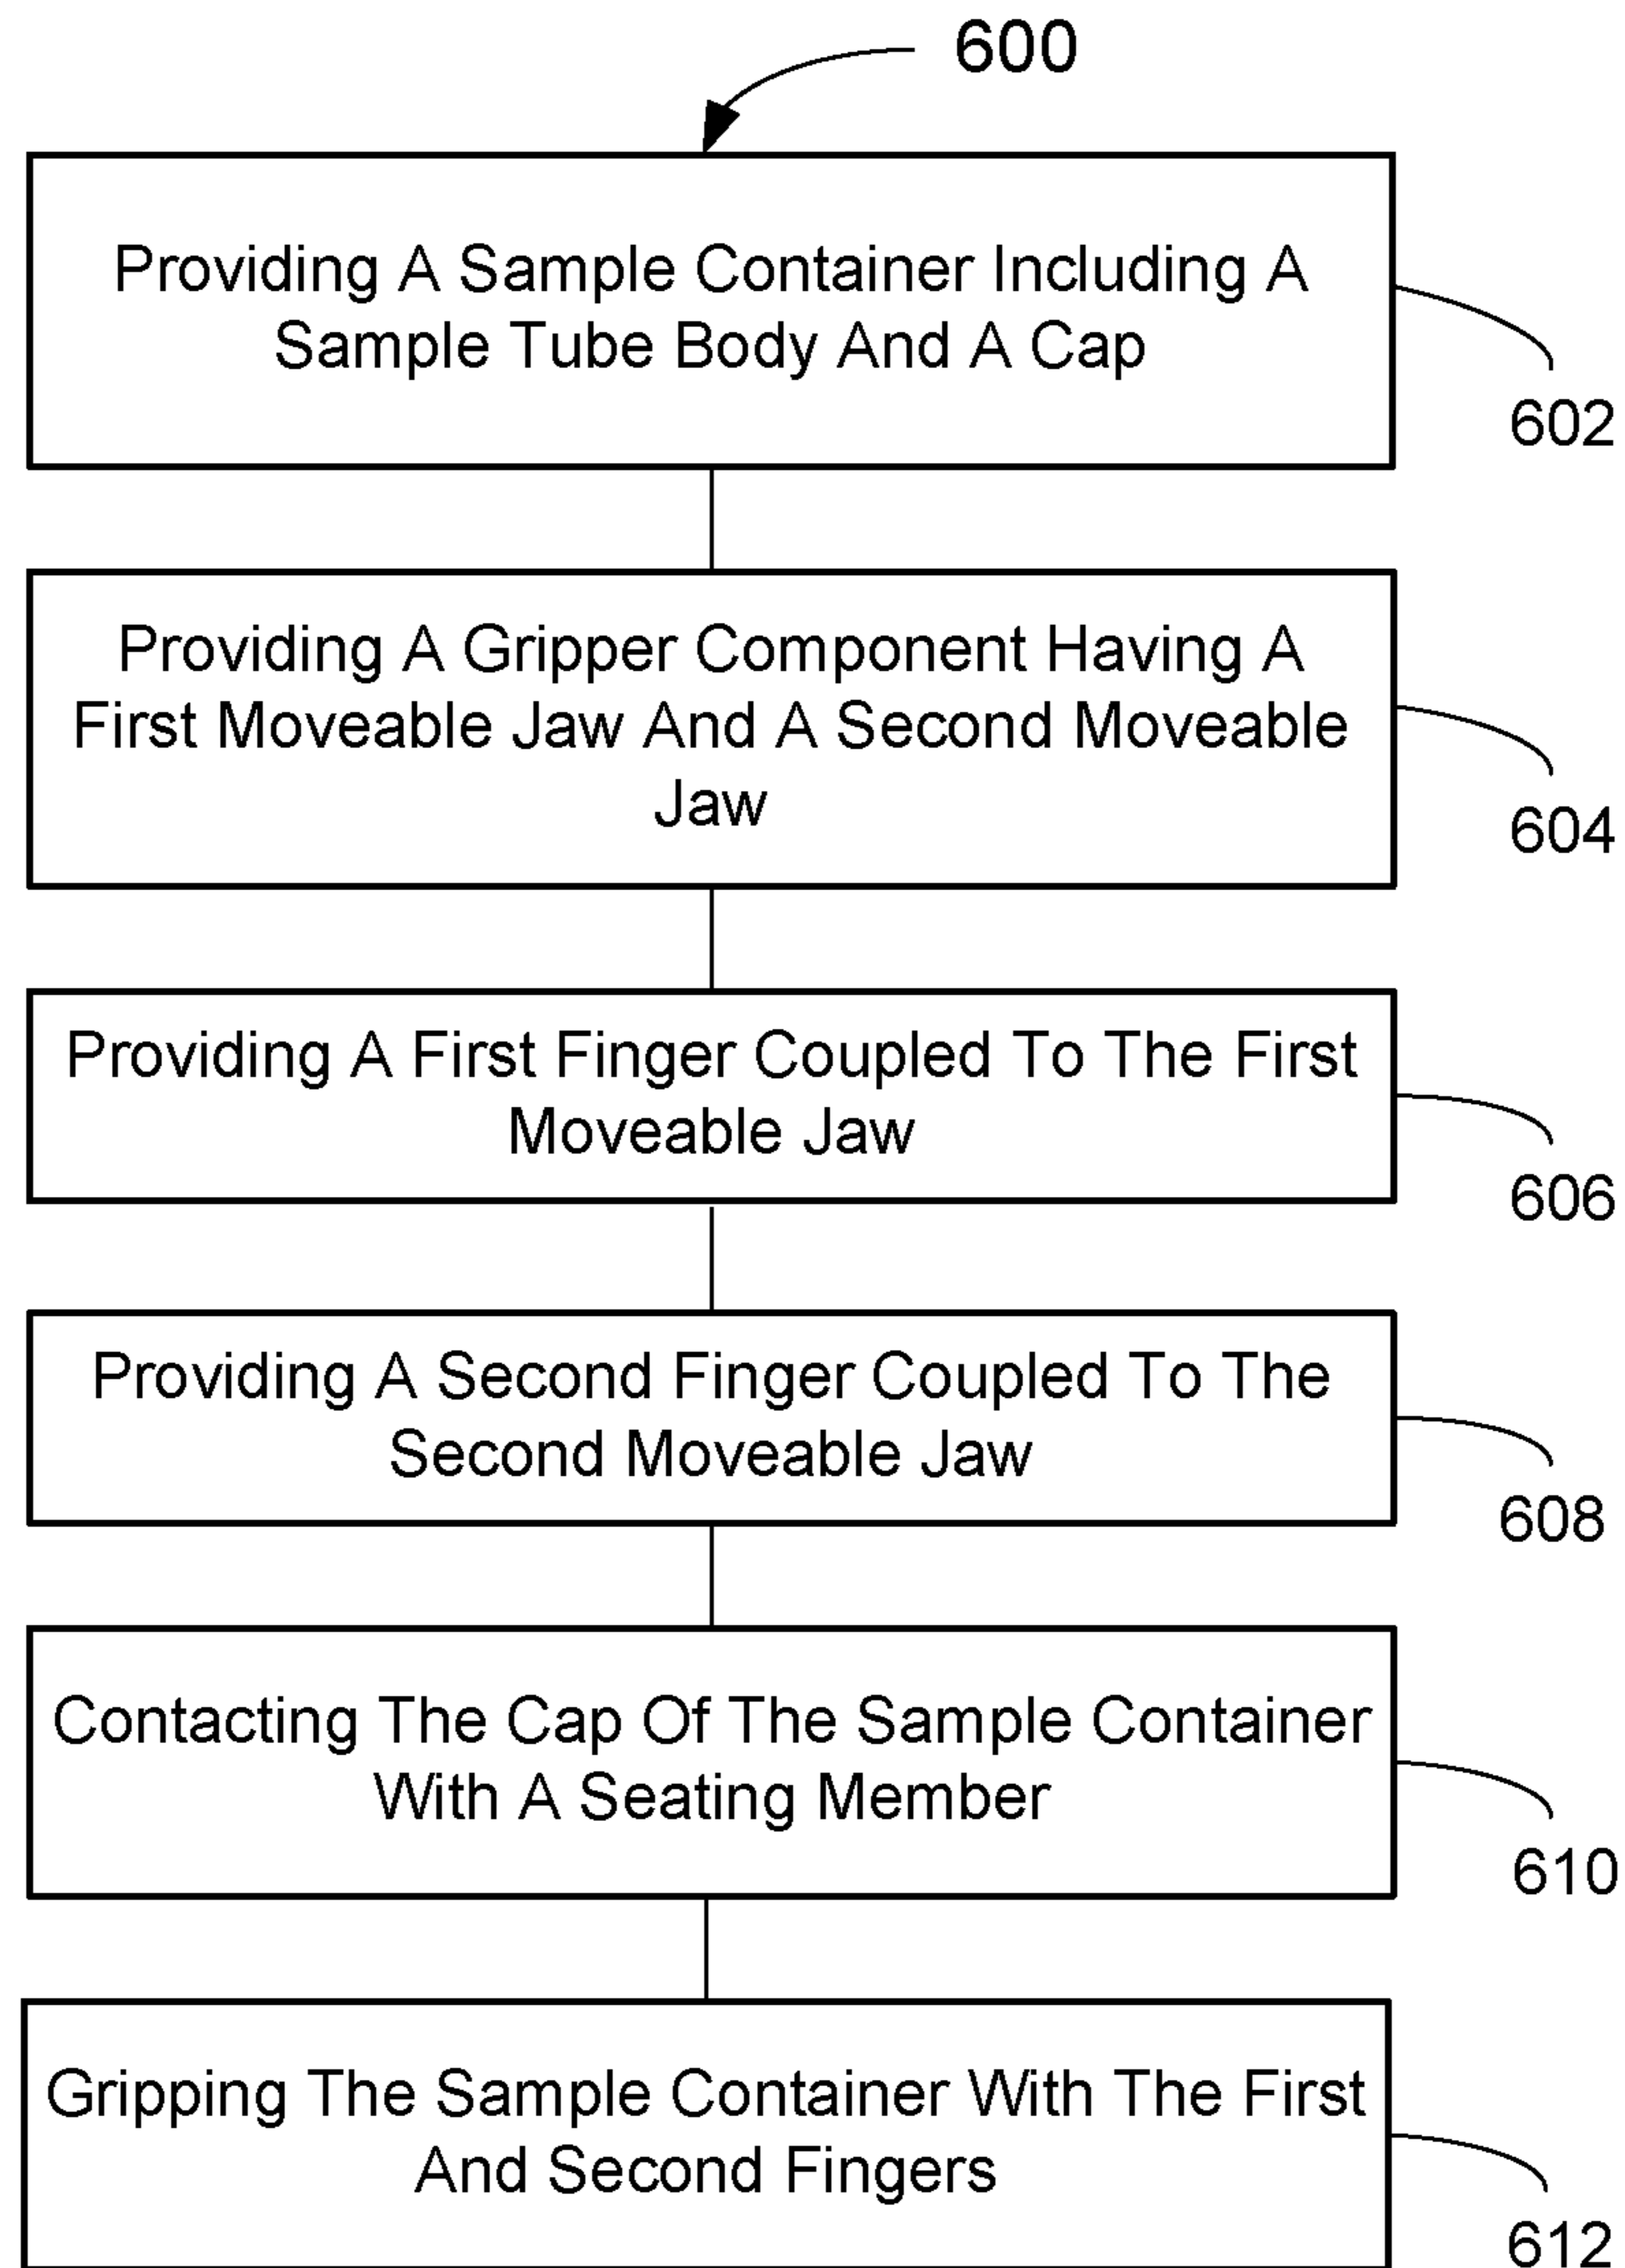 600
Providing A Sample Container Including A
Sample Tube Body And A Cap
602
Providing A Gripper Component Having A
First Moveable Jaw And A Second Moveable
Jaw
604
Providing A First Finger Coupled To The First
Moveable Jaw
606
Providing A Second Finger Coupled To The
Second Moveable Jaw
608
Contacting The Cap Of The Sample Container
With A Seating Member
610
Gripping The Sample Container With The First
And Second Fingers
612